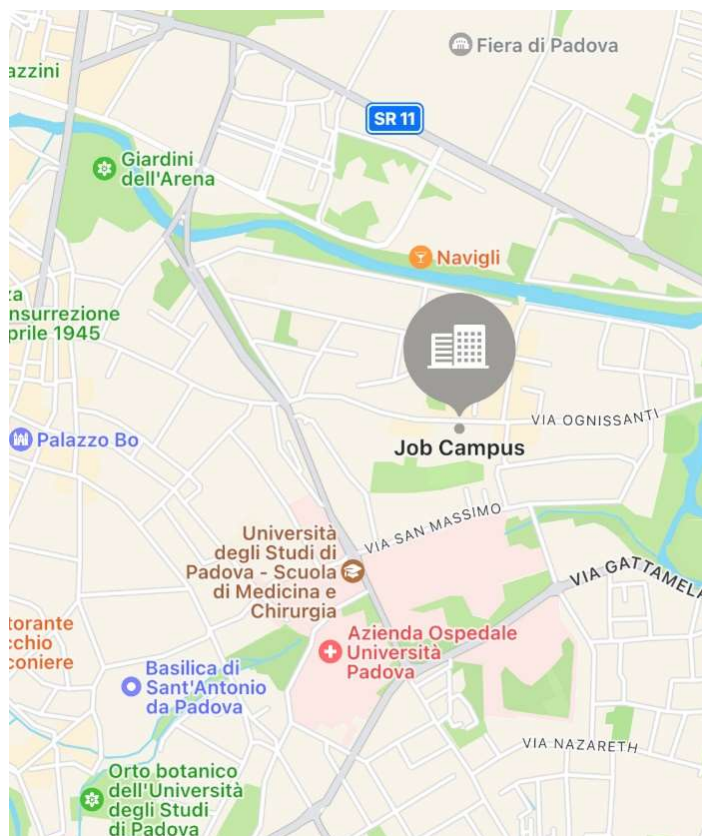 Fiera di Padova
azzini
SR 11
Giardini
dell'Arena
Navigli
za
nsurrezione
prile 1945
VIA OGNISSANTI
Palazzo Bo
Job Campus
VIA SAN MASSIMO
Università
degli Studi di
Padova - Scuola
di Medicina e
Chirurgia
VIA GATTAMELA
torante
cchio
coniere
Azienda Ospedale
Università
Padova
Basilica di
Sant'Antonio
da Padova
VIA NAZARETH
Orto botanico
dell'Università
degli Studi
di Padova